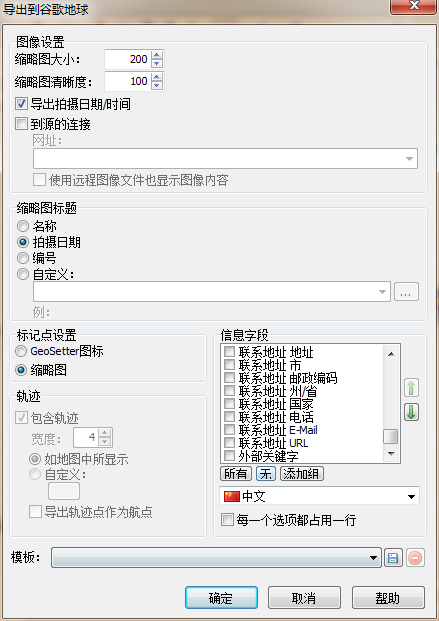 导出到谷歌地球
图像设置
缩略图大小： 200
缩略图清晰度： 100
导出拍摄日期/时间
到源的连接
网址：
使用远程图像文件也显示图像内容
缩略图标题
名称
拍摄日期
编号
自定义：
...
例：
标记点设置
GeoSetter图标
缩略图
轨迹
包含轨迹
宽度： 4
如地图中所显示
自定义：
导出轨迹点作为航点
信息字段
联系地址 地址
联系地址 市
联系地址 邮政编码
联系地址 州/省
联系地址 国家
联系地址 电话
联系地址 E-Mail
联系地址 URL
外部关键字
所有 无 添加组
中文
每一个选项都占用一行
模板：
确定 取消 帮助